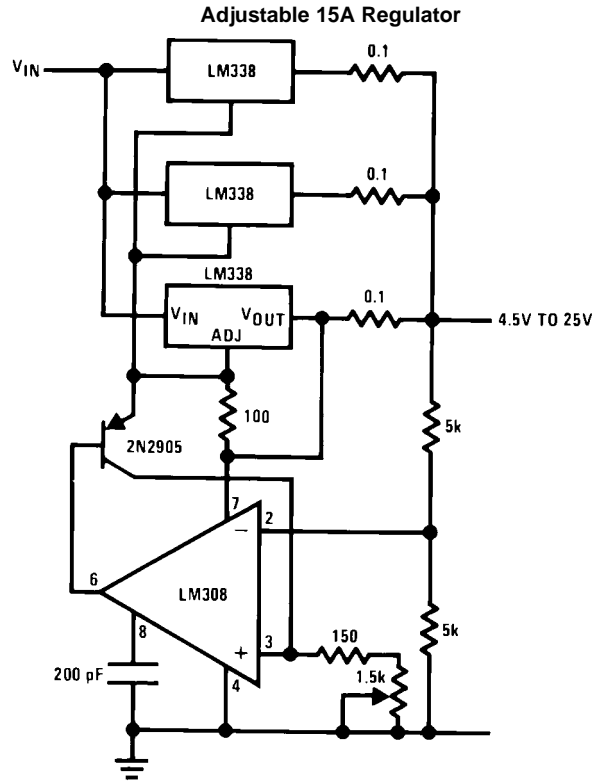 Adjustable 15A Regulator
VIN
LM338
0.1
LM338
0.1
LM338
VIN
VOUT
ADJ
0.1
4.5V TO 25V
100
5k
2N2905
7
2
6
LM308
8
3
4
150
5k
1.5k
200 pF